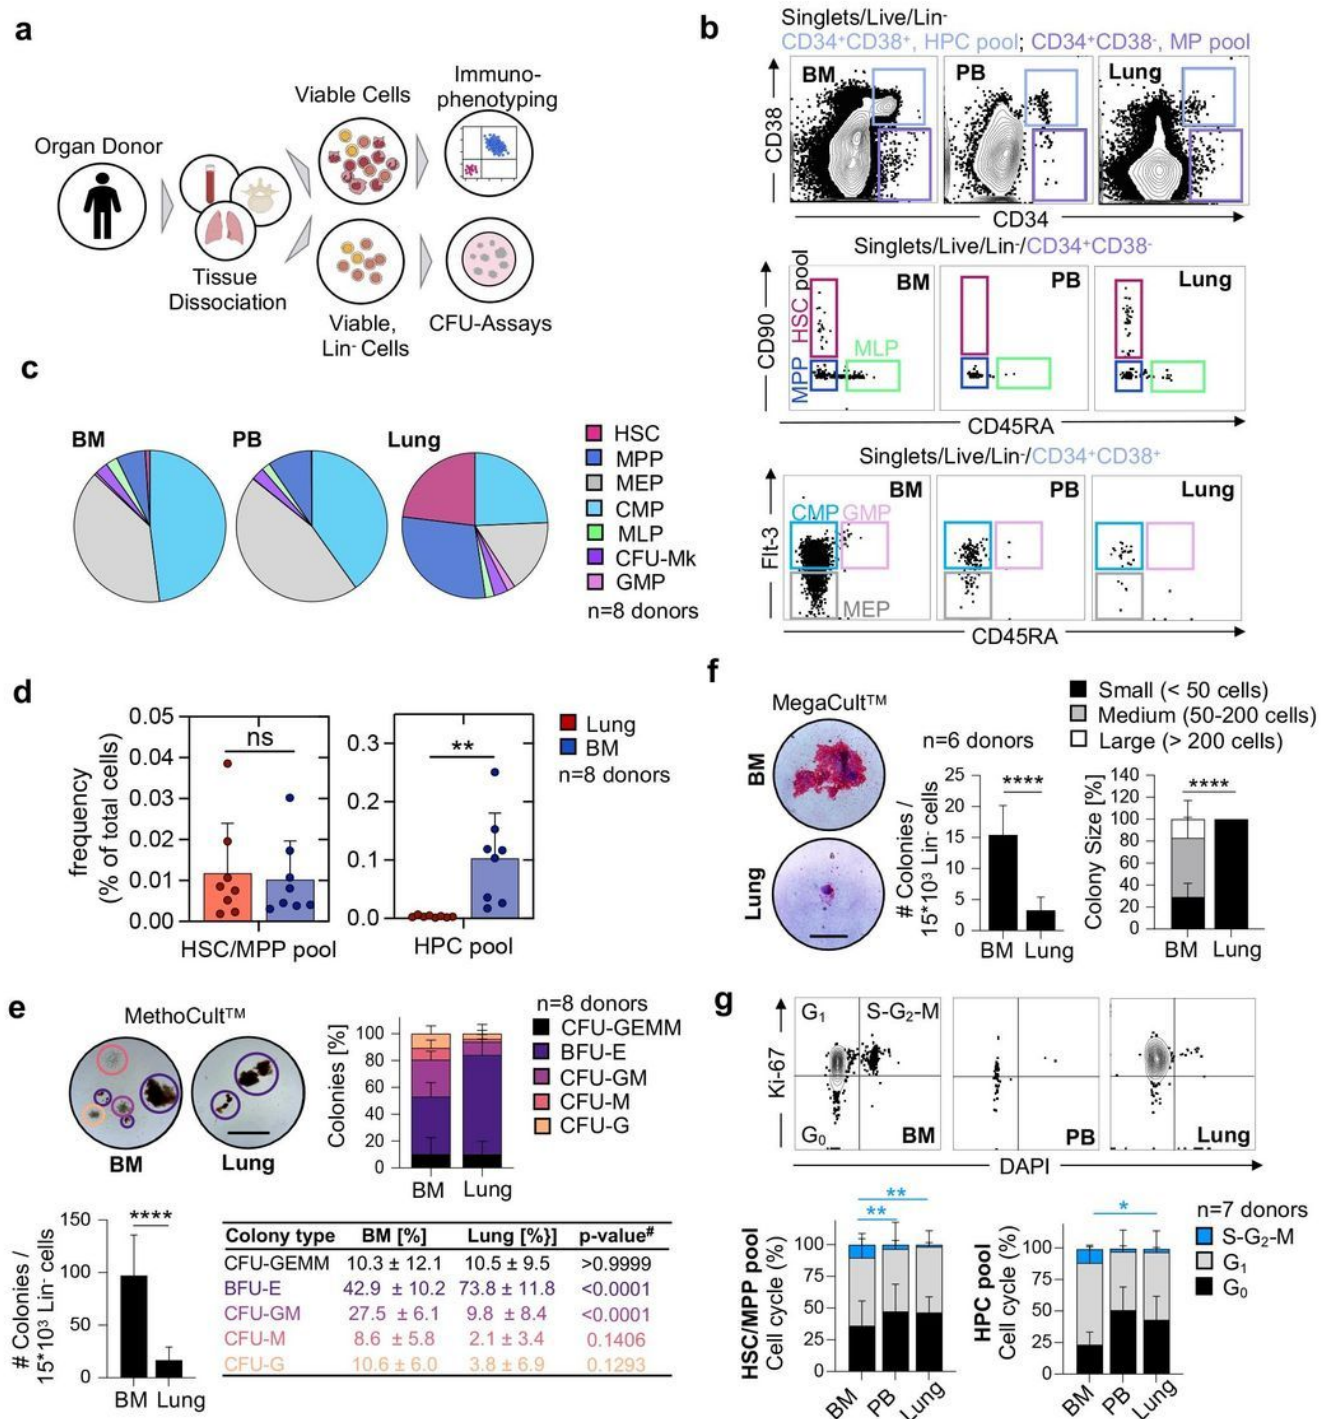 a
Organ Donor
Tissue
Dissociation
Viable Cells
Immuno-
phenotyping
Viable,
Lin⁻ Cells
CFU-Assays
b
Singlets/Live/Lin⁻
CD34⁺CD38⁺, HPC pool; CD34⁺CD38⁻, MP pool
BM
PB
Lung
CD38
CD34
Singlets/Live/Lin⁻/CD34⁺CD38⁻
BM
PB
Lung
HSC pool
MPP
MLP
CD90
CD45RA
Singlets/Live/Lin⁻/CD34⁺CD38⁺
BM
PB
Lung
CMP
GMP
MEP
Flt-3
CD45RA
c
BM
PB
Lung
HSC
MPP
MEP
CMP
MLP
CFU-Mk
GMP
n=8 donors
d
frequency
(% of total cells)
0.05
0.04
0.03
0.02
0.01
0.00
ns
HSC/MPP pool
0.3
0.2
0.1
0.0
**
HPC pool
Lung
BM
n=8 donors
e
MethoCult™
BM
Lung
Colonies [%]
100
80
60
40
20
0
BM
Lung
n=8 donors
CFU-GEMM
BFU-E
CFU-GM
CFU-M
CFU-G
# Colonies /
15*10³ Lin⁻ cells
150
100
50
0
****
BM
Lung
Colony type BM [%] Lung [%}] p-value#
CFU-GEMM 10.3 ± 12.1 10.5 ± 9.5 >0.9999
BFU-E 42.9 ± 10.2 73.8 ± 11.8 <0.0001
CFU-GM 27.5 ± 6.1 9.8 ± 8.4 <0.0001
CFU-M 8.6 ± 5.8 2.1 ± 3.4 0.1406
CFU-G 10.6 ± 6.0 3.8 ± 6.9 0.1293
f
MegaCult™
BM
Lung
n=6 donors
Small (< 50 cells)
Medium (50-200 cells)
Large (> 200 cells)
# Colonies /
15*10³ Lin⁻ cells
25
20
15
10
5
0
****
BM
Lung
Colony Size [%]
140
120
100
80
60
40
20
0
****
BM
Lung
g
Ki-67
G₁
S-G₂-M
G₀
BM
PB
Lung
DAPI
HSC/MPP pool
Cell cycle (%)
100
75
50
25
0
**
**
BM
PB
Lung
HPC pool
Cell cycle (%)
100
75
50
25
0
*
BM
PB
Lung
n=7 donors
S-G₂-M
G₁
G₀